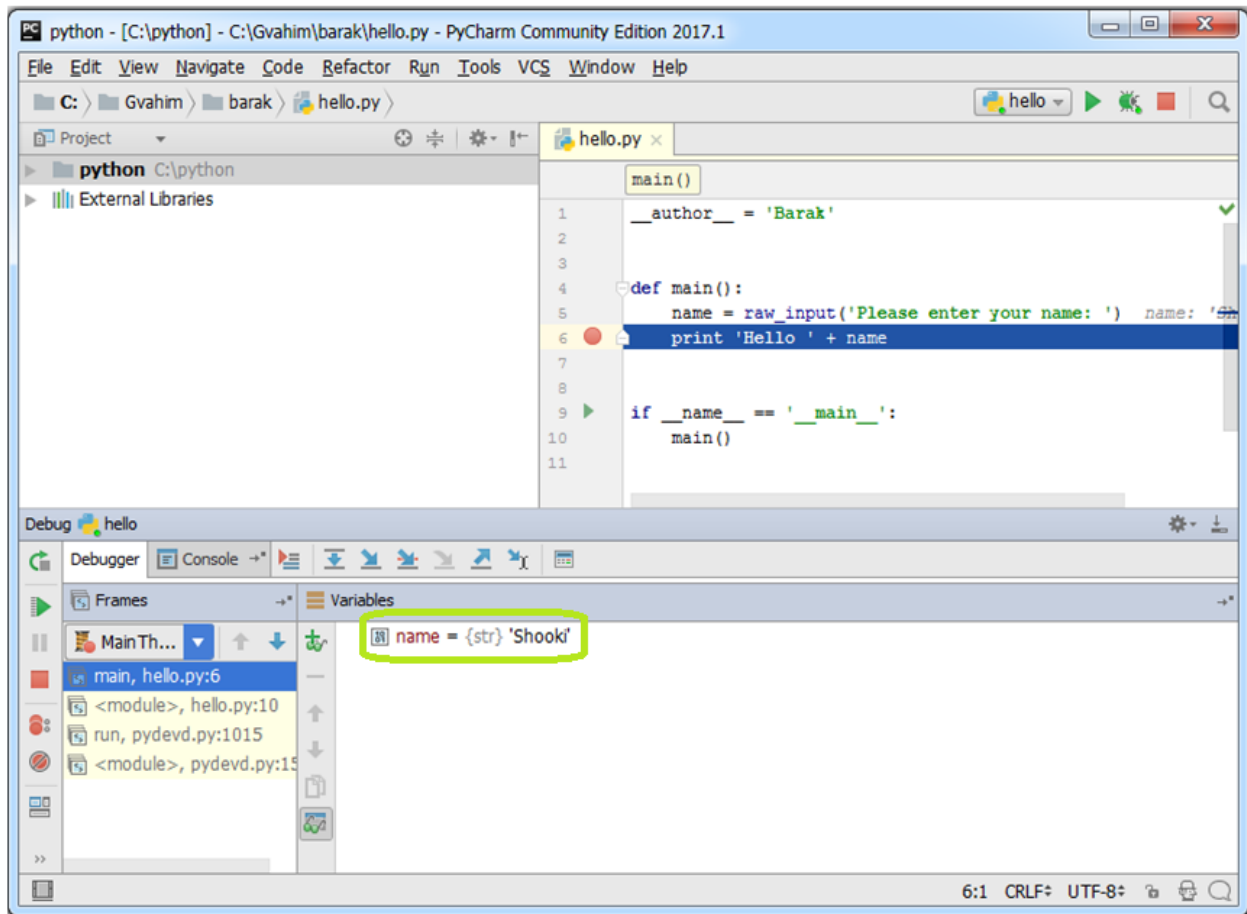 PC python - [C:\python] - C:\Gvahim\barak\hello.py - PyCharm Community Edition 2017.1
File Edit View Navigate Code Refactor Run Tools VCS Window Help
C: Gvahim barak hello.py
hello
Project
hello.py
python C:\python
External Libraries
main()
1 __author__ = 'Barak'
2
3
4 def main():
5 name = raw_input('Please enter your name: ') name: 'Sh
6 print 'Hello ' + name
7
8
9 if __name__ == '__main__':
10 main()
11
Debug hello
Debugger Console
Frames
Variables
MainTh...
name = {str} 'Shooki'
main, hello.py:6
<module>, hello.py:10
run, pydevd.py:1015
<module>, pydevd.py:15
6:1 CRLF UTF-8